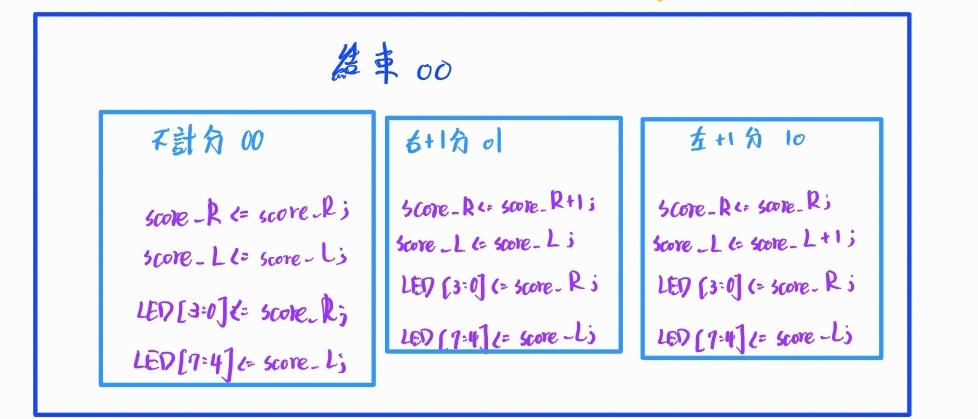 結束 00
不計分 00
score_R <= score_R;
score_L <= score_L;
LED[3:0] <= score_R;
LED[7:4] <= score_L;
右+1分 01
score_R <= score_R+1;
score_L <= score_L;
LED[3:0] <= score_R;
LED[7:4] <= score_L;
左+1分 10
score_R <= score_R;
score_L <= score_L+1;
LED[3:0] <= score_R;
LED[7:4] <= score_L;